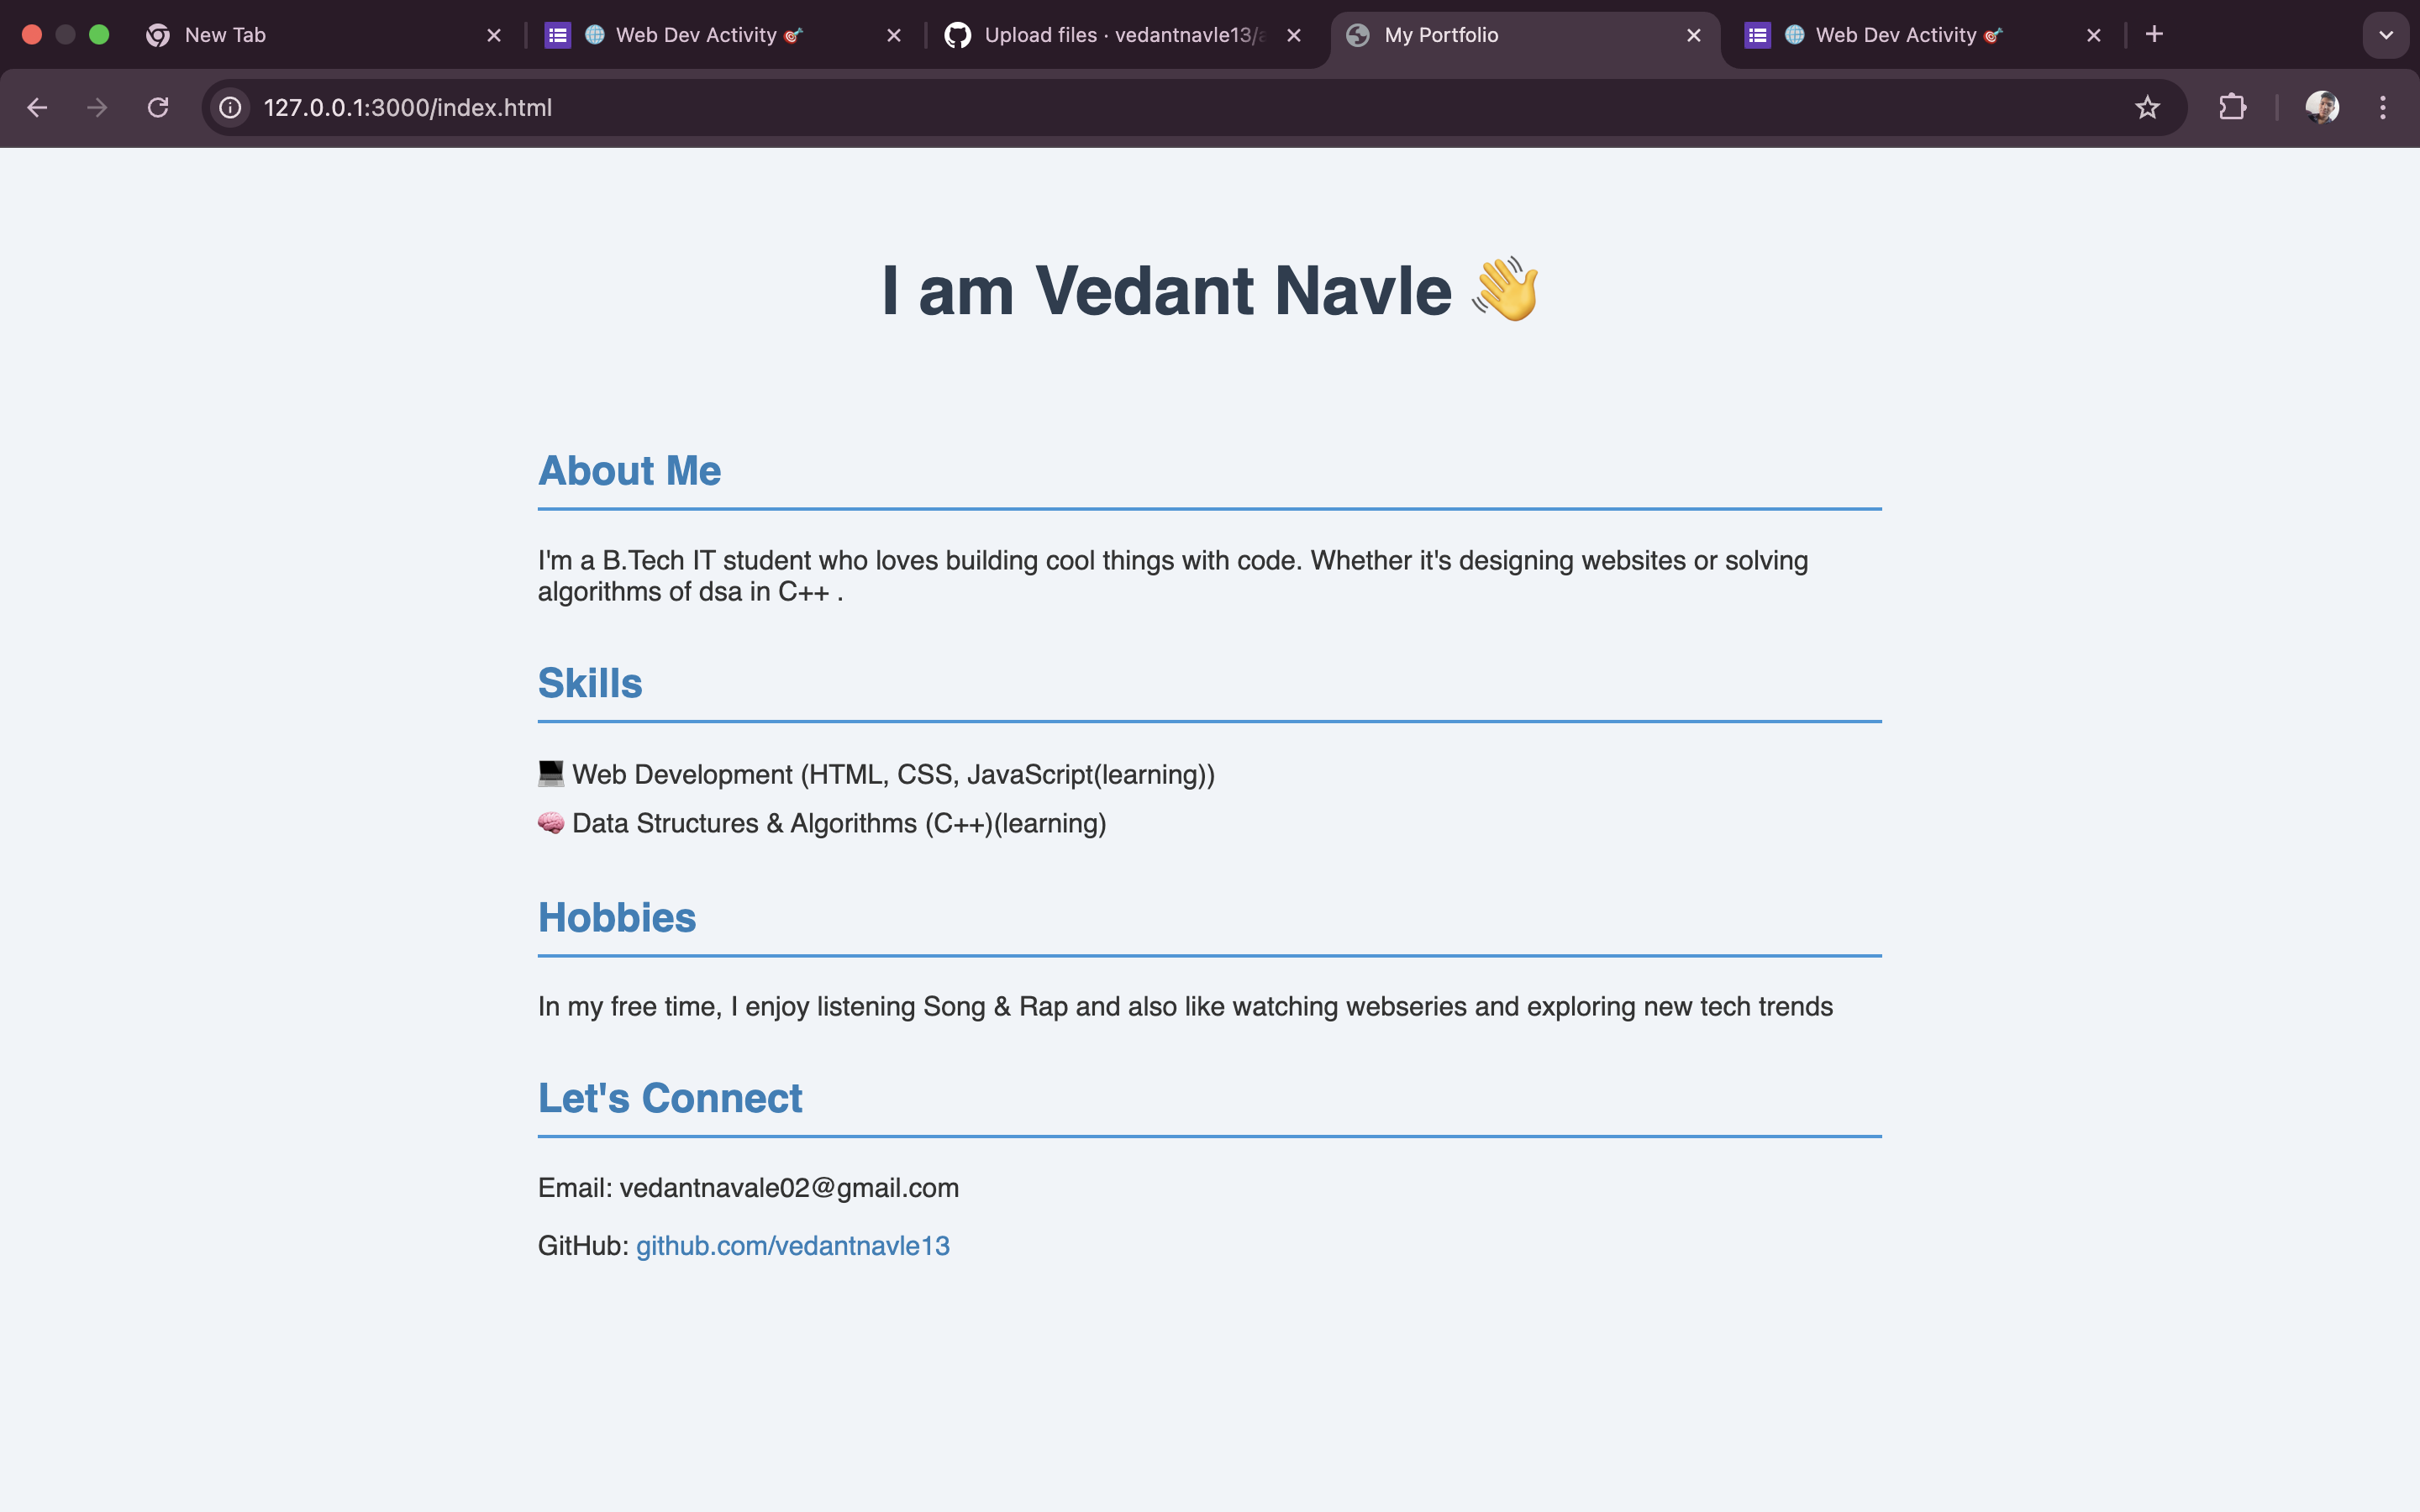 New Tab
🌐 Web Dev Activity 🎯
Upload files · vedantnavle13/
My Portfolio
🌐 Web Dev Activity 🎯
127.0.0.1:3000/index.html
I am Vedant Navle 👋
About Me
I'm a B.Tech IT student who loves building cool things with code. Whether it's designing websites or solving
algorithms of dsa in C++ .
Skills
💻 Web Development (HTML, CSS, JavaScript(learning))
🧠 Data Structures & Algorithms (C++)(learning)
Hobbies
In my free time, I enjoy listening Song & Rap and also like watching webseries and exploring new tech trends
Let's Connect
Email: vedantnavale02@gmail.com
GitHub: github.com/vedantnavle13